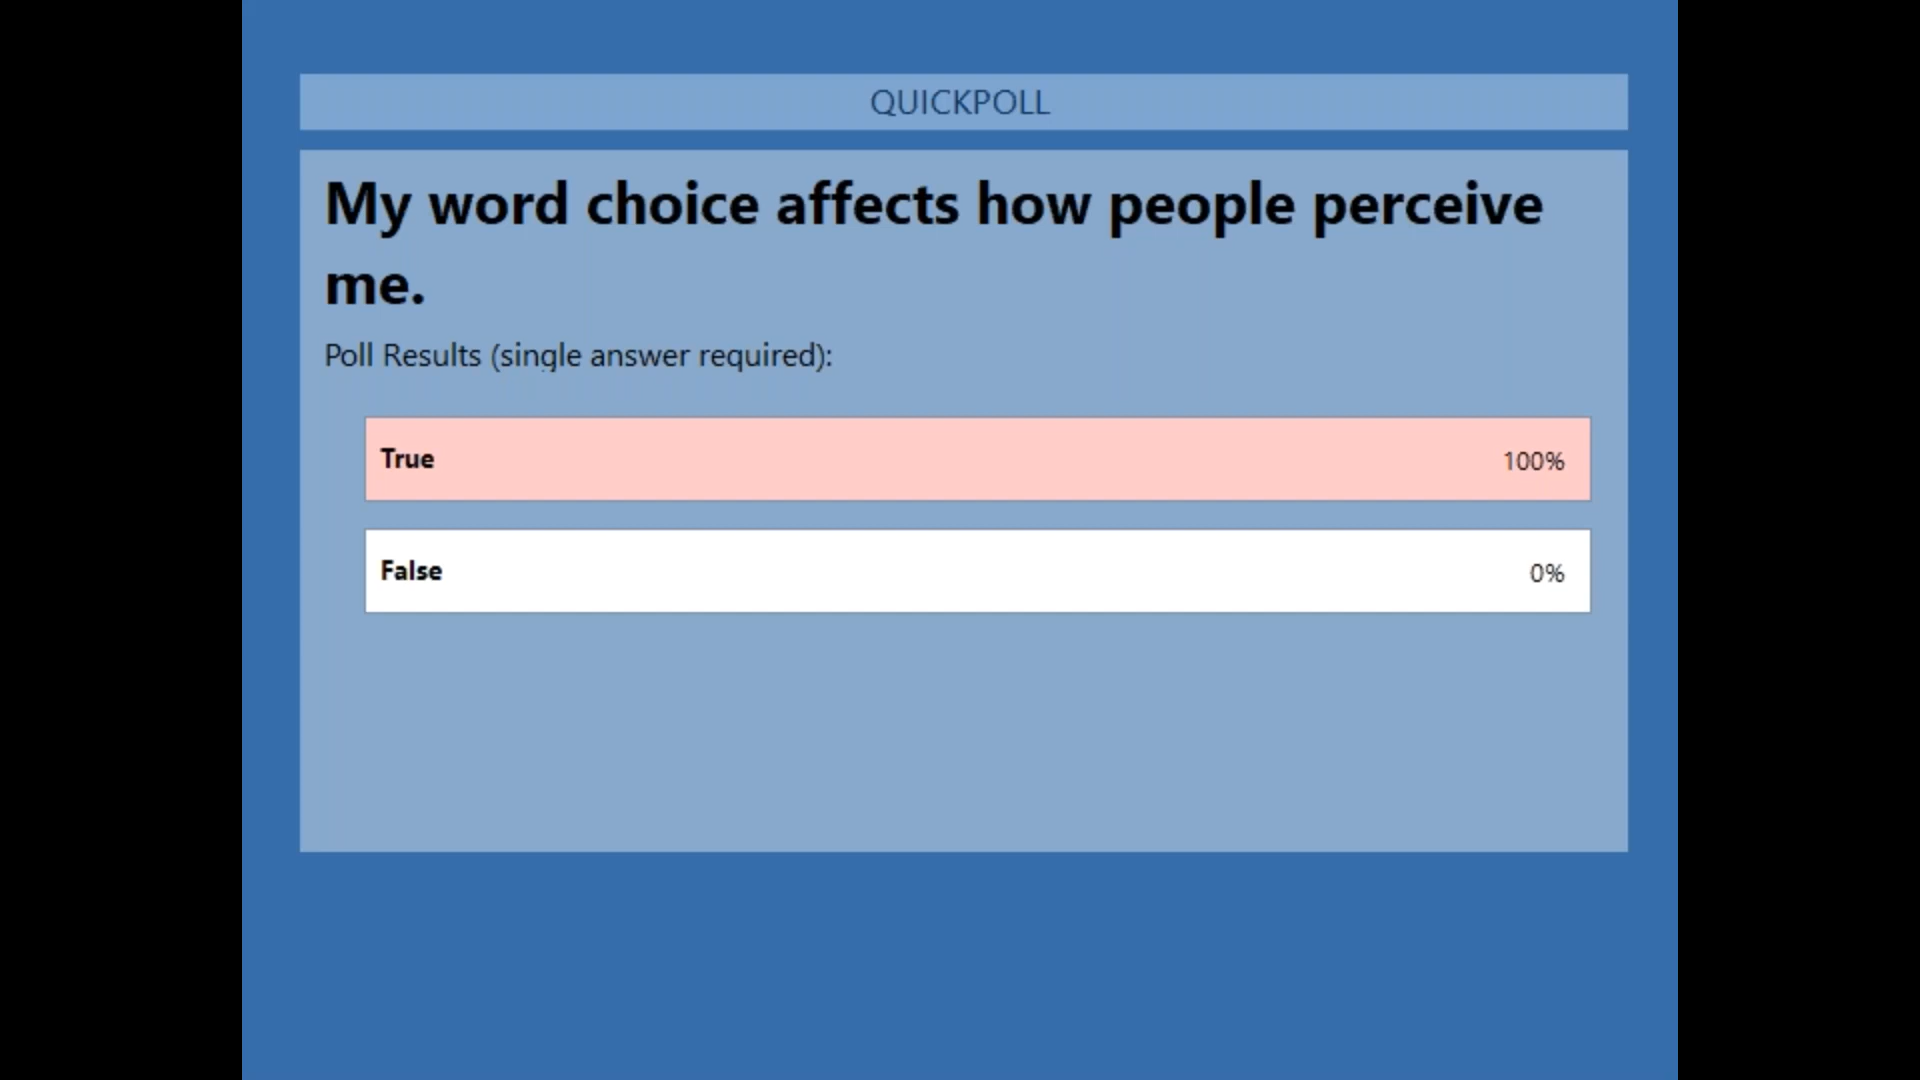 QUICKPOLL
My word choice affects how people perceive
me.
Poll Results (single answer required):
True 100%
False 0%